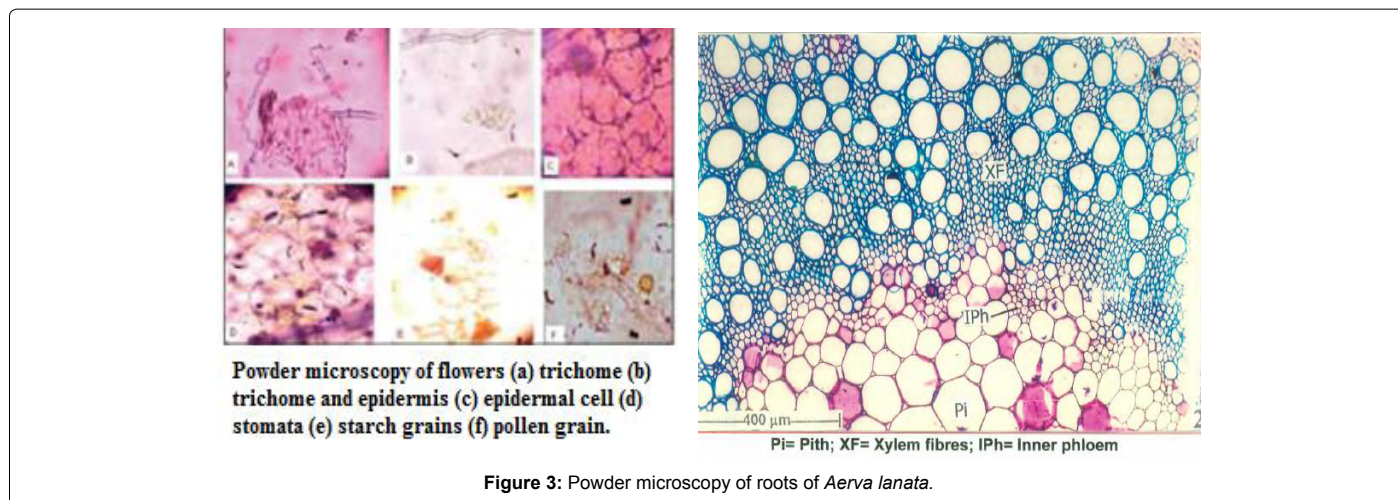 A
B
C
D
E
F
Powder microscopy of flowers (a) trichome (b)
trichome and epidermis (c) epidermal cell (d)
stomata (e) starch grains (f) pollen grain.
XF
IPh
Pi
400 µm
2
Pi= Pith; XF= Xylem fibres; IPh= Inner phloem
Figure 3: Powder microscopy of roots of Aerva lanata.